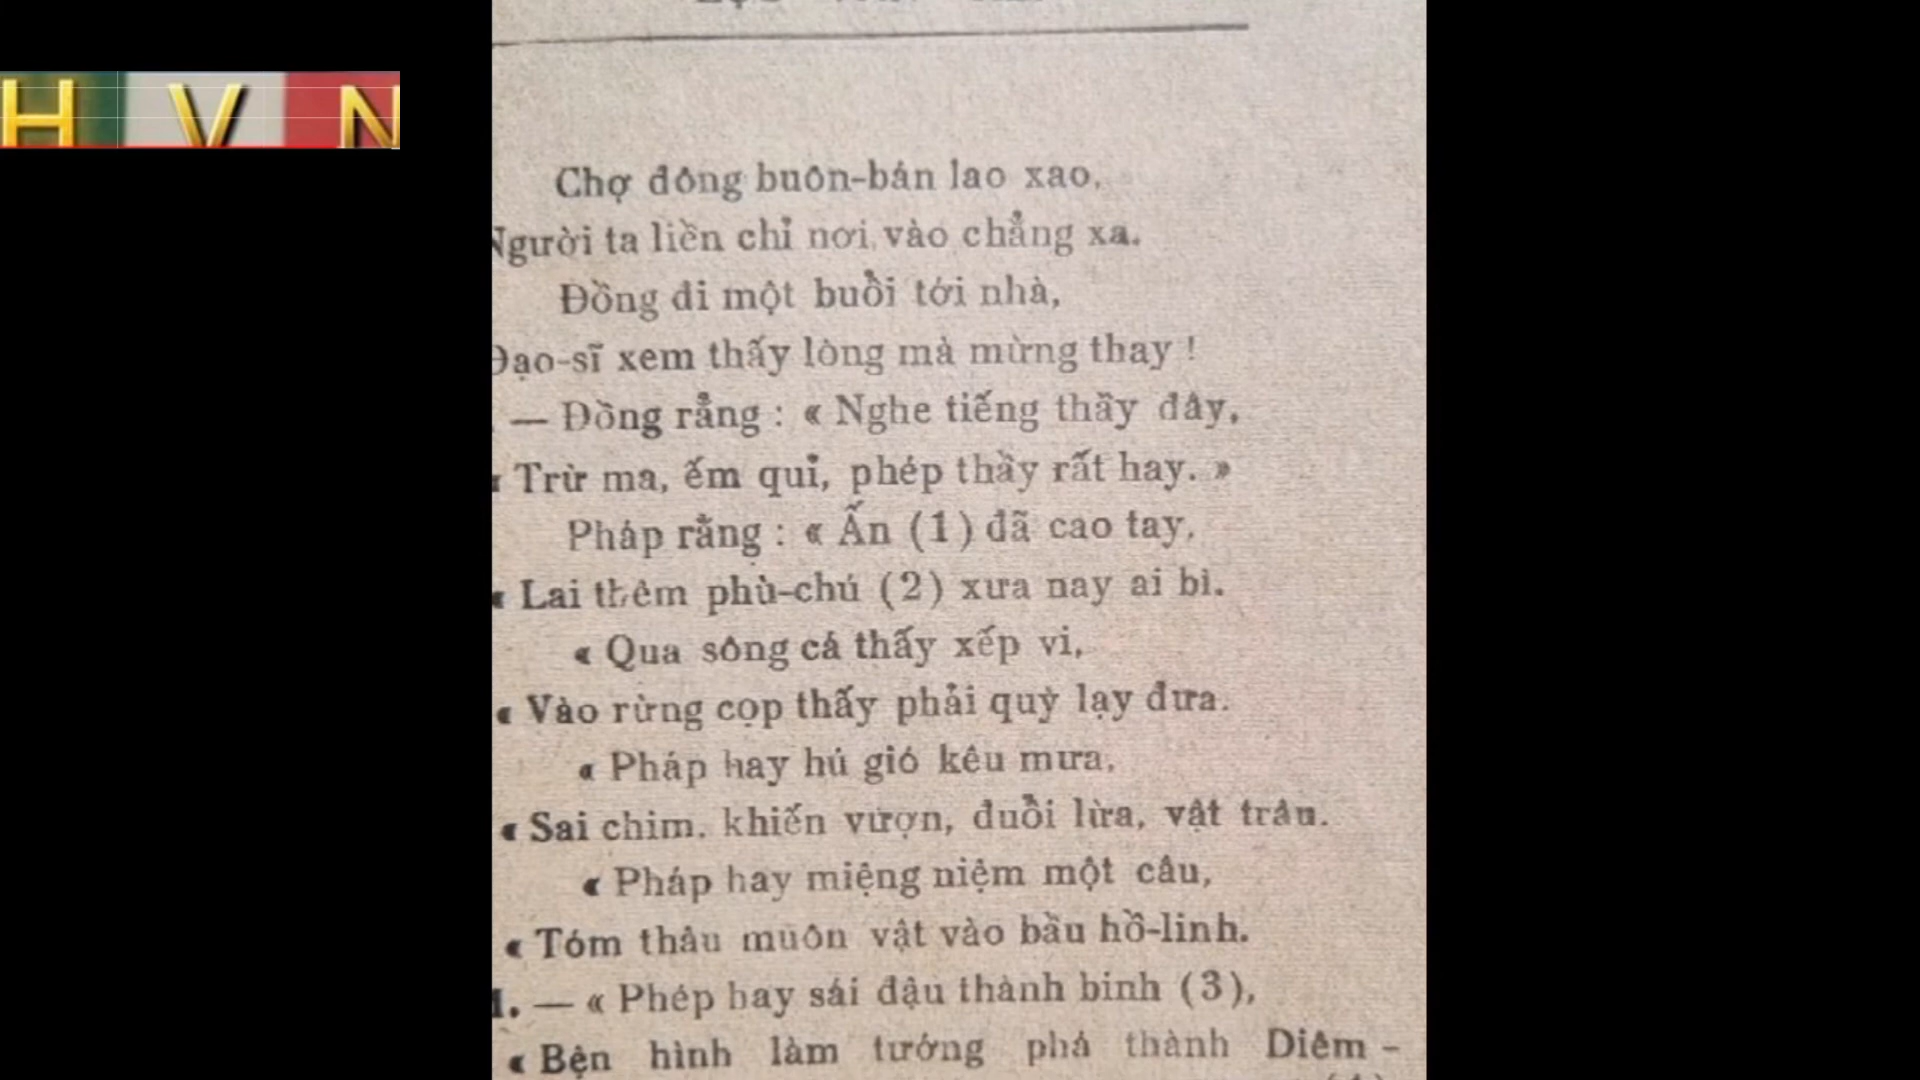 H V N
Chợ đông buôn-bán lao xao,
Người ta liền chỉ nơi vào chẳng xa.
Đồng đi một buổi tới nhà,
Đạo-sĩ xem thấy lòng mà mừng thay !
— Đồng rằng : « Nghe tiếng thầy đây,
« Trừ ma, ếm quỉ, phép thầy rất hay. »
Pháp rằng : « Ấn (1) đã cao tay,
« Lai thêm phù-chú (2) xưa nay ai bì.
« Qua sông cá thấy xếp vi,
« Vào rừng cọp thấy phải quỳ lạy đưa.
« Pháp hay hú gió kêu mưa,
« Sai chim, khiến vượn, đuổi lừa, vật trâu.
« Pháp hay miệng niệm một câu,
« Tóm thâu muôn vật vào bầu hồ-linh.
1. — « Phép hay sái đậu thành binh (3),
« Bện hình làm tướng phá thành Diêm -